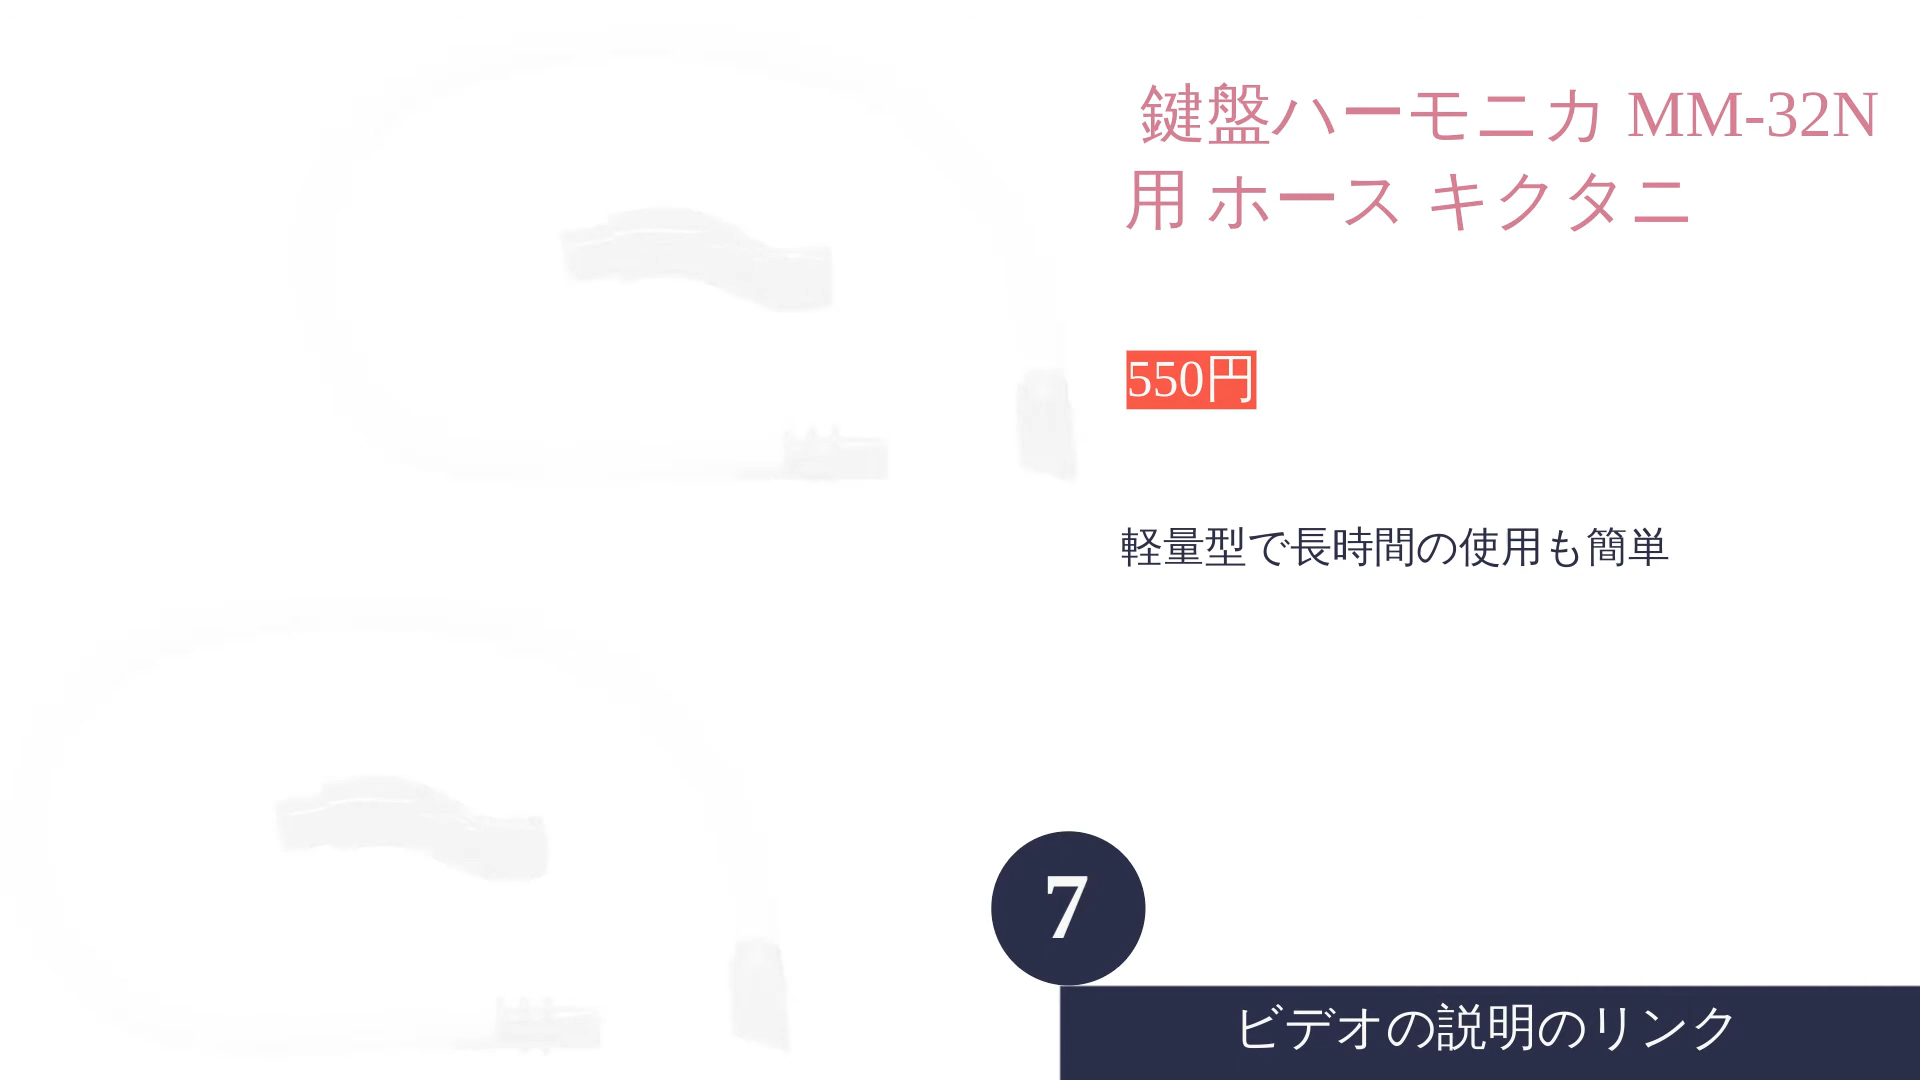 鍵盤ハーモニカ MM-32N
用 ホース キクタニ
550円
軽量型で長時間の使用も簡単
7
ビデオの説明のリンク